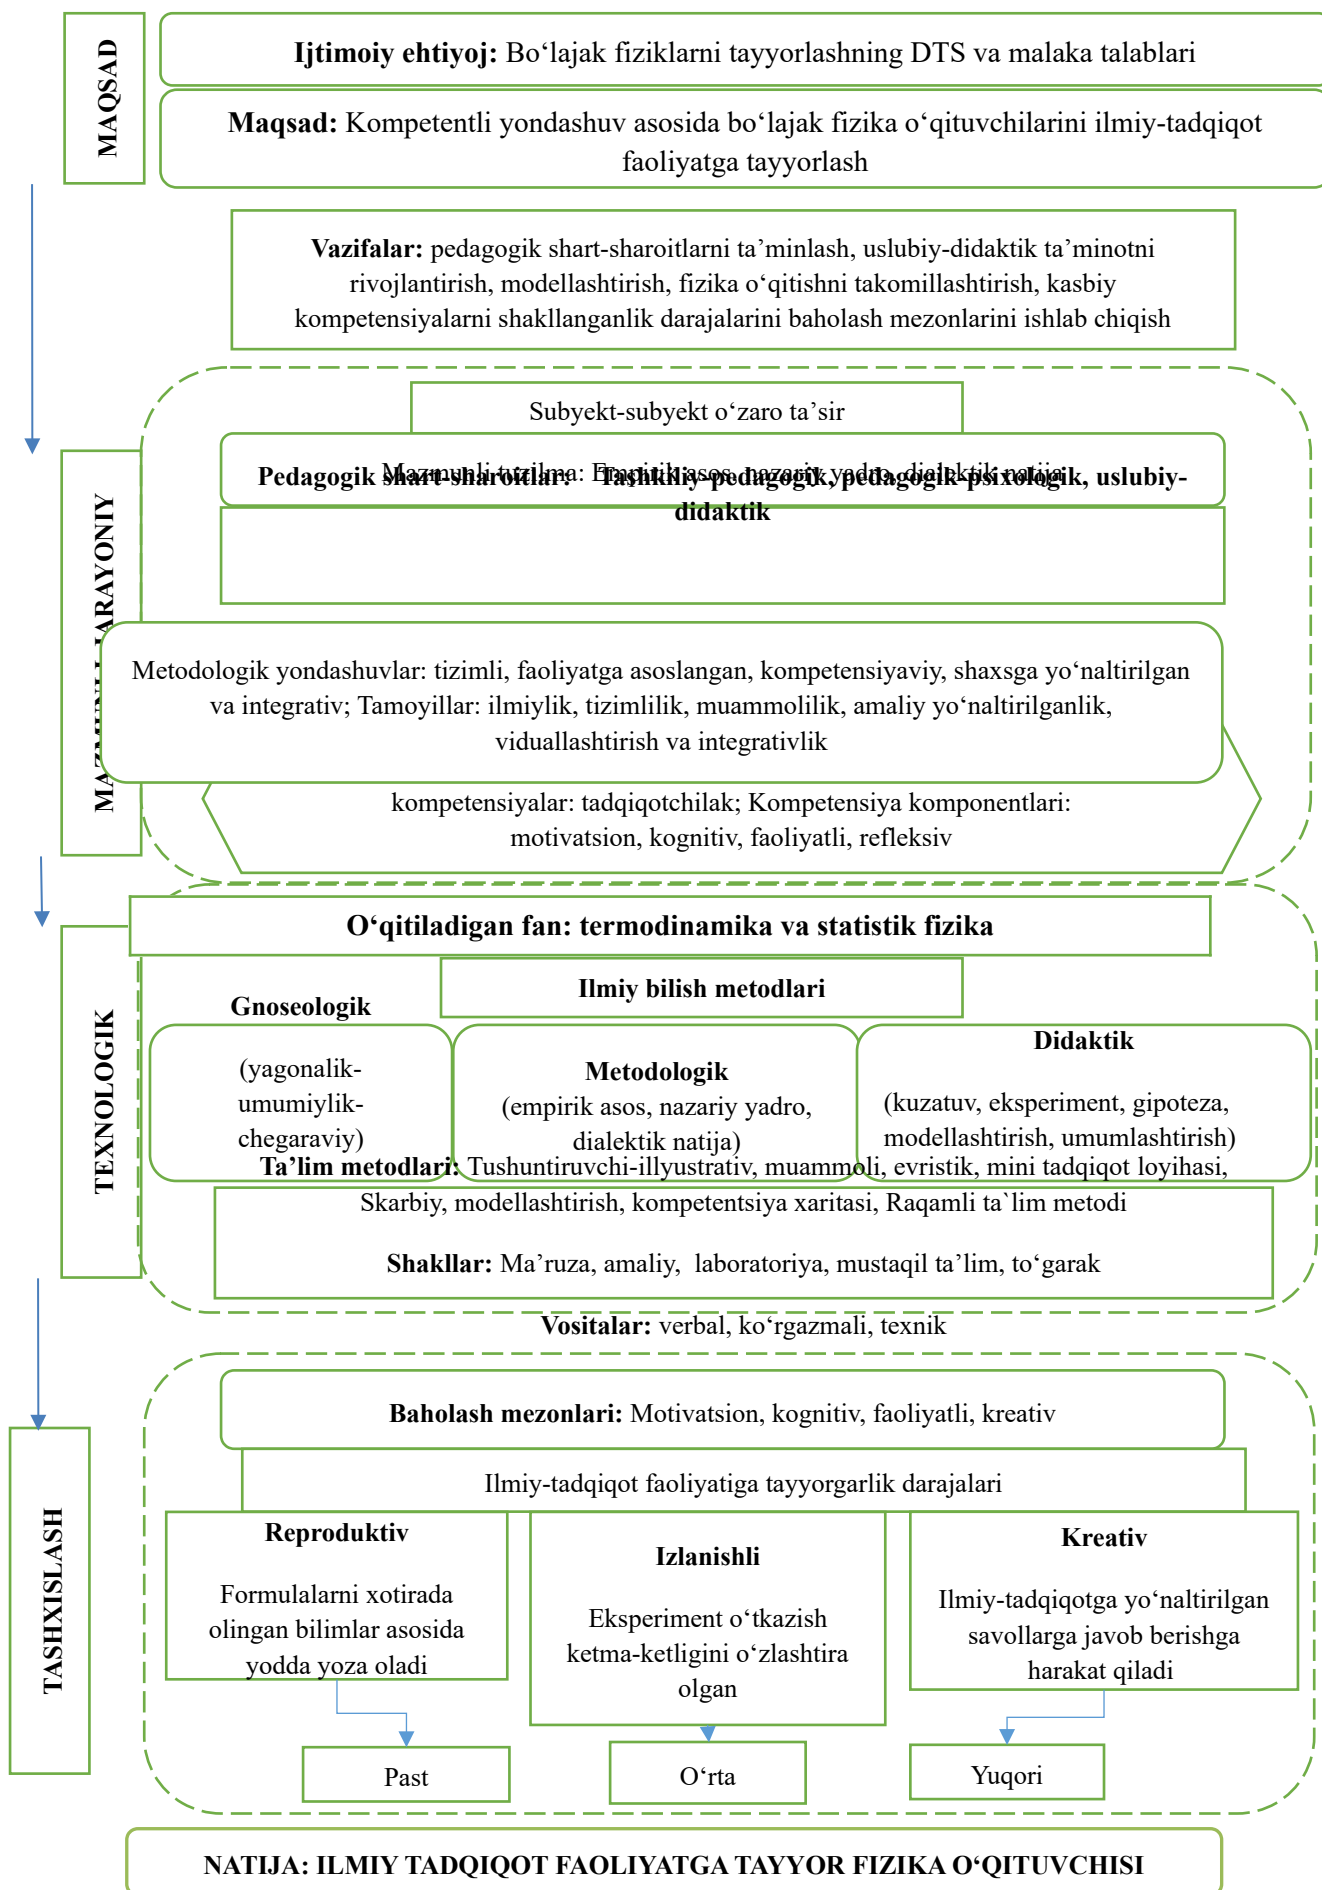 MAQSAD
Ijtimoiy ehtiyoj: Bo‘lajak fiziklarni tayyorlashning DTS va malaka talablari
Maqsad: Kompetentli yondashuv asosida bo‘lajak fizika o‘qituvchilarini ilmiy-tadqiqot
faoliyatga tayyorlash
Vazifalar: pedagogik shart-sharoitlarni ta’minlash, uslubiy-didaktik ta’minotni
rivojlantirish, modellashtirish, fizika o‘qitishni takomillashtirish, kasbiy
kompetensiyalarni shakllanganlik darajalarini baholash mezonlarini ishlab chiqish
Subyekt-subyekt o‘zaro ta’sir
Mazmunli tuzilma: Empirik asos, nazariy yadro, dialektik natija
Pedagogik shart-sharoitlar: Tashkiliy-pedagogik, pedagogik-psixologik, uslubiy-
didaktik
MAZMUNLI JARAYONIY
Metodologik yondashuvlar: tizimli, faoliyatga asoslangan, kompetensiyaviy, shaxsga yo‘naltirilgan
va integrativ; Tamoyillar: ilmiylik, tizimlilik, muammolilik, amaliy yo‘naltirilganlik,
viduallashtirish va integrativlik
kompetensiyalar: tadqiqotchilak; Kompetensiya komponentlari:
motivatsion, kognitiv, faoliyatli, refleksiv
TEXNOLOGIK
O‘qitiladigan fan: termodinamika va statistik fizika
Ilmiy bilish metodlari
Gnoseologik
(yagonalik-
umumiylik-
chegaraviy)
Metodologik
(empirik asos, nazariy yadro,
dialektik natija)
Didaktik
(kuzatuv, eksperiment, gipoteza,
modellashtirish, umumlashtirish)
Ta’lim metodlari: Tushuntiruvchi-illyustrativ, muammoli, evristik, mini tadqiqot loyihasi,
Skarbiy, modellashtirish, kompetentsiya xaritasi, Raqamli ta`lim metodi
Shakllar: Ma’ruza, amaliy, laboratoriya, mustaqil ta’lim, to‘garak
Vositalar: verbal, ko‘rgazmali, texnik
TASHXISLASH
Baholash mezonlari: Motivatsion, kognitiv, faoliyatli, kreativ
Ilmiy-tadqiqot faoliyatiga tayyorgarlik darajalari
Reproduktiv
Formulalarni xotirada
olingan bilimlar asosida
yodda yoza oladi
Izlanishli
Eksperiment o‘tkazish
ketma-ketligini o‘zlashtira
olgan
Kreativ
Ilmiy-tadqiqotga yo‘naltirilgan
savollarga javob berishga
harakat qiladi
Past
O‘rta
Yuqori
NATIJA: ILMIY TADQIQOT FAOLIYATGA TAYYOR FIZIKA O‘QITUVCHISI